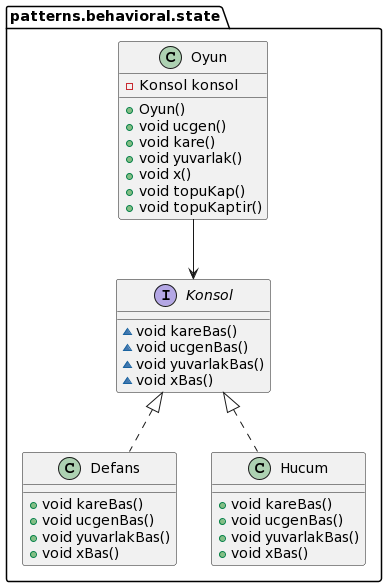 patterns.behavioral.state
C Oyun
Konsol konsol
Oyun()
void ucgen()
void kare()
void yuvarlak()
void x()
void topuKap()
void topuKaptir()
I Konsol
void kareBas()
void ucgenBas()
void yuvarlakBas()
void xBas()
C Defans
void kareBas()
void ucgenBas()
void yuvarlakBas()
void xBas()
C Hucum
void kareBas()
void ucgenBas()
void yuvarlakBas()
void xBas()